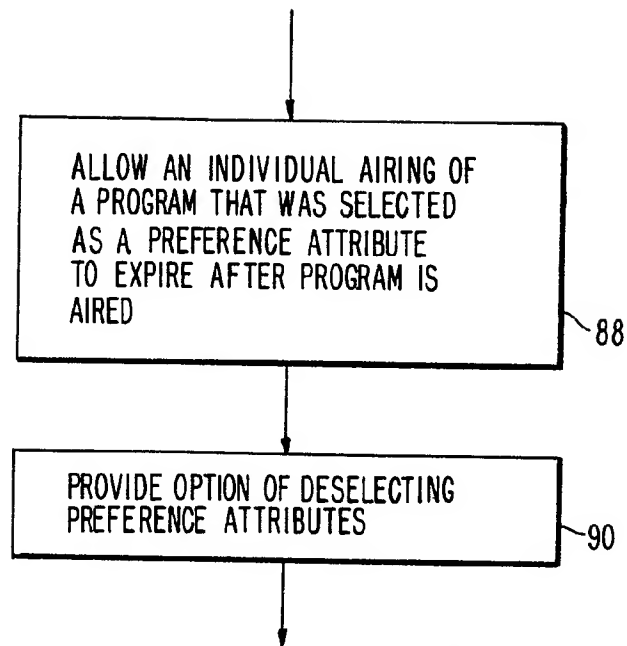 ALLOW AN INDIVIDUAL AIRING OF
A PROGRAM THAT WAS SELECTED
AS A PREFERENCE ATTRIBUTE
TO EXPIRE AFTER PROGRAM IS
AIRED
88
PROVIDE OPTION OF DESELECTING
PREFERENCE ATTRIBUTES
90